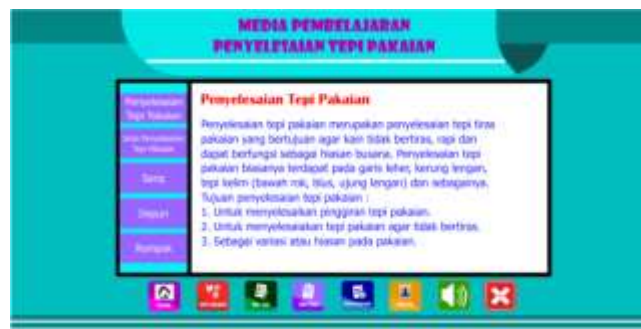 MEDIA PEMBELAJARAN
PENYELESAIAN TEPI PAKAIAN
Penyelesaian
Tepi Pakaian
Penyelesaian Tepi Pakaian
Penyelesaian tepi pakaian merupakan penyelesaian tepi tiras
pakaian yang bertujuan agar kain tidak bertiras, rapi dan
dapat berfungsi sebagai hiasan busana. Penyelesaian tepi
pakaian biasanya terdapat pada garis leher, kerung lengan,
tepi kelim (bawah rok, blus, ujung lengan) dan sebagainya.
Tujuan penyelesaian tepi pakaian :
1. Untuk menyelesaikan pinggiran tepi pakaian.
2. Untuk menyelesaiakan tepi pakaian agar tidak bertiras.
3. Sebagai variasi atau hiasan pada pakaian.
Serip
Depun
Rompok